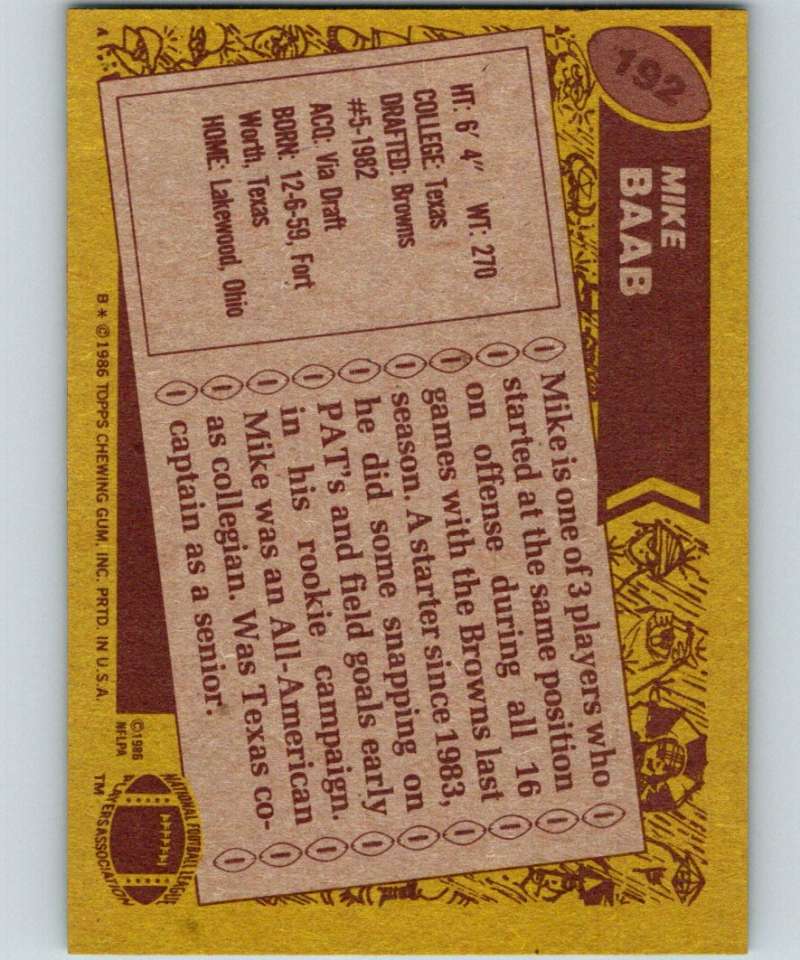 192
MIKE
BAAB
HT: 6' 4" WT: 270
COLLEGE: Texas
DRAFTED: Browns
#5-1982
ACQ: Via Draft
BORN: 12-6-59, Fort
Worth, Texas
HOME: Lakewood, Ohio
Mike is one of 3 players who
started at the same position
on offense during all 16
games with the Browns last
season. A starter since 1983,
he did some snapping on
PAT's and field goals early
in his rookie campaign.
Mike was an All-American
as collegian. Was Texas co-
captain as a senior.
B * © 1986 TOPPS CHEWING GUM, INC. PRTD. IN U.S.A.
© 1986
NFLPA
NATIONAL FOOTBALL LEAGUE
PLAYERS ASSOCIATION
TM